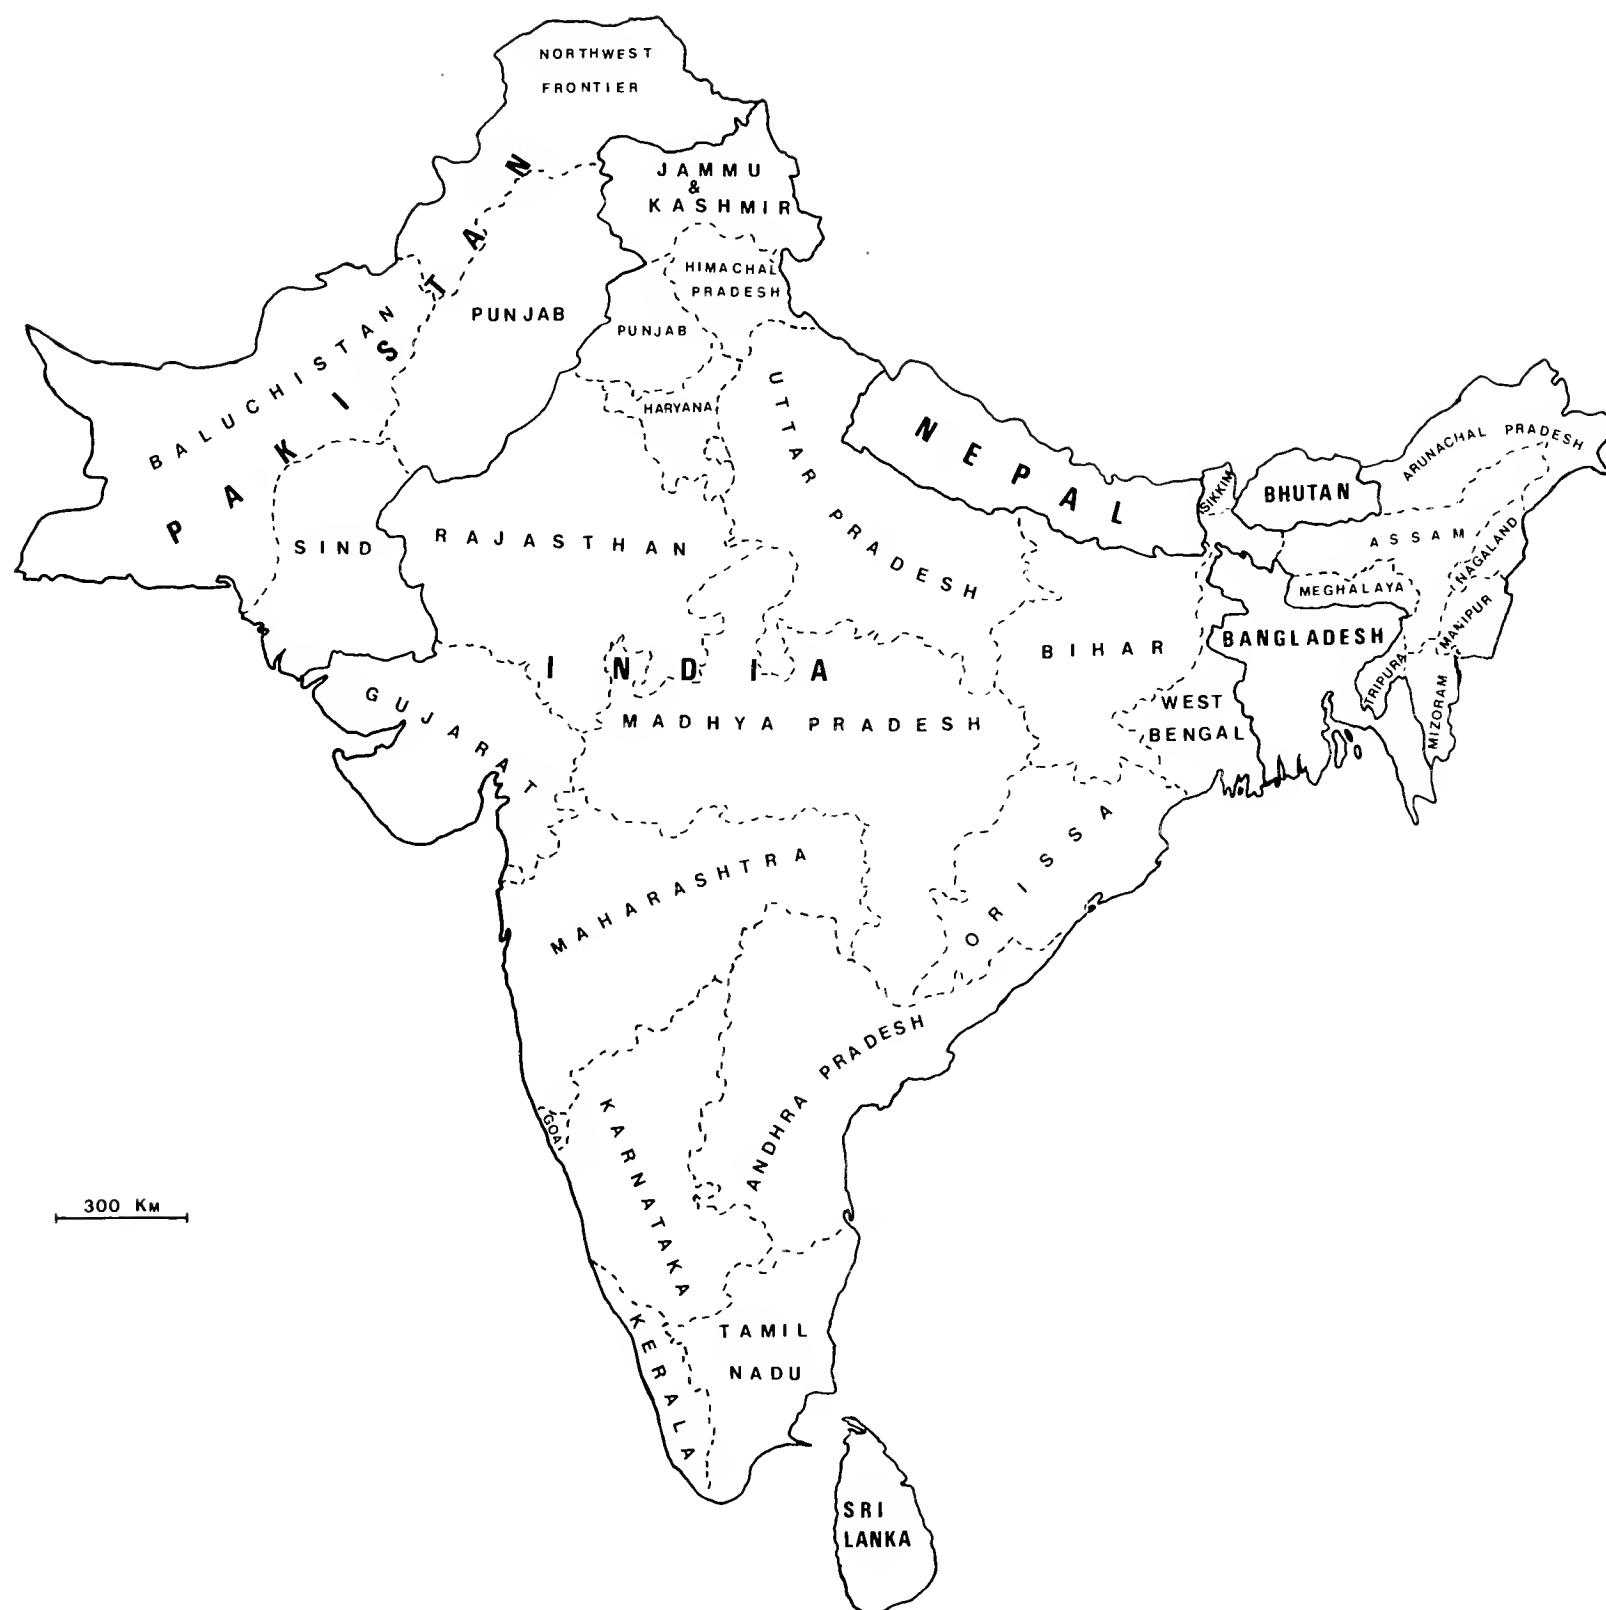 NORTHWEST
FRONTIER
JAMMU
&
KASHMIR
HIMACHAL
PRADESH
PUNJAB
PUNJAB
HARYANA
BALUCHISTAN
PAKISTAN
SIND
RAJASTHAN
UTTAR PRADESH
NEPAL
SIKKIM
BHUTAN
ARUNACHAL PRADESH
ASSAM
NAGALAND
MEGHALAYA
MANIPUR
BANGLADESH
TRIPURA
MIZORAM
BIHAR
WEST
BENGAL
INDIA
GUJARAT
MADHYA PRADESH
ORISSA
MAHARASHTRA
ANDHRA PRADESH
GOA
KARNATAKA
300 KM
KERALA
TAMIL
NADU
SRI
LANKA